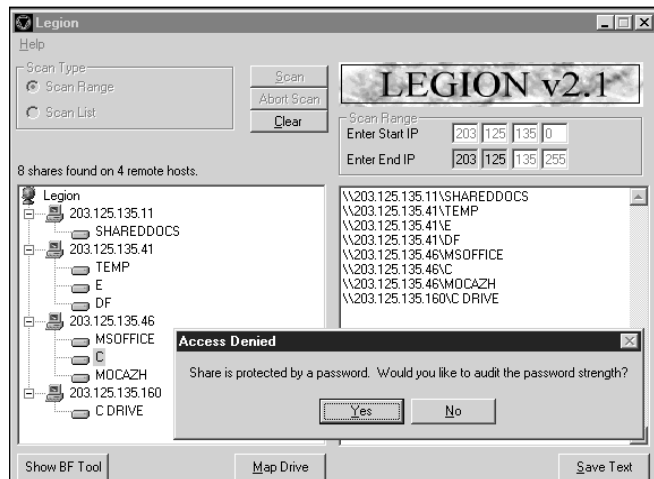 Legion
Help
Scan Type
Scan Range
Scan List
Scan
Abort Scan
Clear
LEGION v2.1
Scan Range
Enter Start IP 203 125 135 0
Enter End IP 203 125 135 255
8 shares found on 4 remote hosts.
Legion
203.125.135.11
SHAREDDOCS
203.125.135.41
TEMP
E
DF
203.125.135.46
MSOFFICE
C
MOCAZH
203.125.135.160
C DRIVE
\\203.125.135.11\SHAREDDOCS
\\203.125.135.41\TEMP
\\203.125.135.41\E
\\203.125.135.41\DF
\\203.125.135.46\MSOFFICE
\\203.125.135.46\C
\\203.125.135.46\MOCAZH
\\203.125.135.160\C DRIVE
Access Denied
Share is protected by a password. Would you like to audit the password strength?
Yes
No
Show BF Tool
Map Drive
Save Text